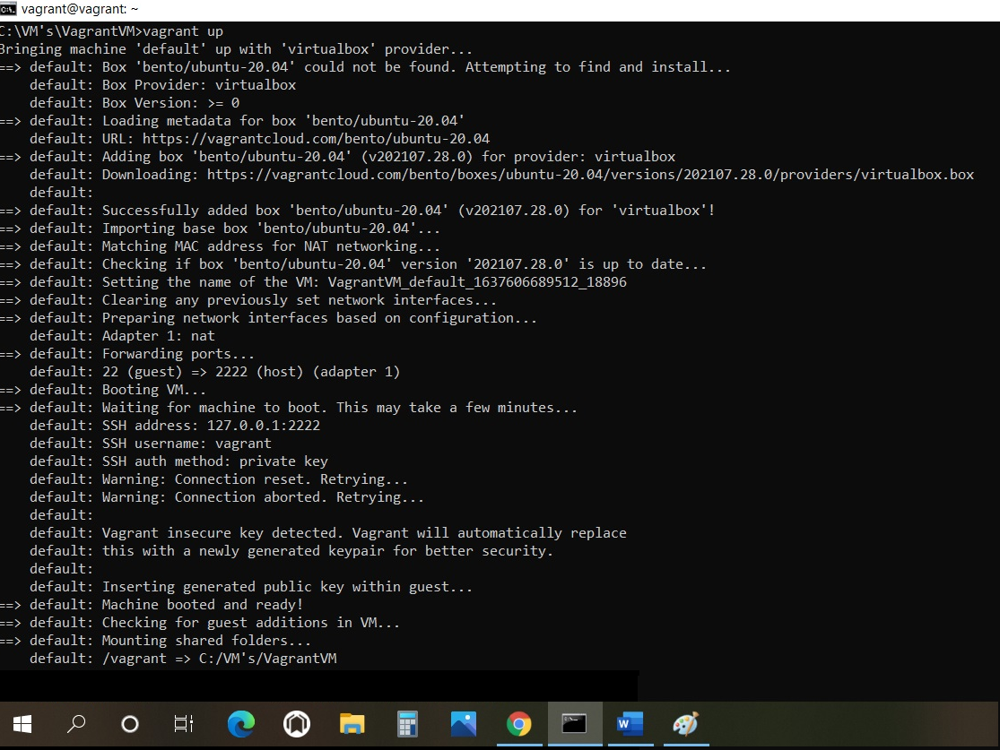 vagrant@vagrant: ~
C:\VM's\VagrantVM>vagrant up
Bringing machine 'default' up with 'virtualbox' provider...
==> default: Box 'bento/ubuntu-20.04' could not be found. Attempting to find and install...
    default: Box Provider: virtualbox
    default: Box Version: >= 0
==> default: Loading metadata for box 'bento/ubuntu-20.04'
    default: URL: https://vagrantcloud.com/bento/ubuntu-20.04
==> default: Adding box 'bento/ubuntu-20.04' (v202107.28.0) for provider: virtualbox
    default: Downloading: https://vagrantcloud.com/bento/boxes/ubuntu-20.04/versions/202107.28.0/providers/virtualbox.box
    default:
==> default: Successfully added box 'bento/ubuntu-20.04' (v202107.28.0) for 'virtualbox'!
==> default: Importing base box 'bento/ubuntu-20.04'...
==> default: Matching MAC address for NAT networking...
==> default: Checking if box 'bento/ubuntu-20.04' version '202107.28.0' is up to date...
==> default: Setting the name of the VM: VagrantVM_default_1637606689512_18896
==> default: Clearing any previously set network interfaces...
==> default: Preparing network interfaces based on configuration...
    default: Adapter 1: nat
==> default: Forwarding ports...
    default: 22 (guest) => 2222 (host) (adapter 1)
==> default: Booting VM...
==> default: Waiting for machine to boot. This may take a few minutes...
    default: SSH address: 127.0.0.1:2222
    default: SSH username: vagrant
    default: SSH auth method: private key
    default: Warning: Connection reset. Retrying...
    default: Warning: Connection aborted. Retrying...
    default:
    default: Vagrant insecure key detected. Vagrant will automatically replace
    default: this with a newly generated keypair for better security.
    default:
    default: Inserting generated public key within guest...
==> default: Machine booted and ready!
==> default: Checking for guest additions in VM...
==> default: Mounting shared folders...
    default: /vagrant => C:/VM's/VagrantVM